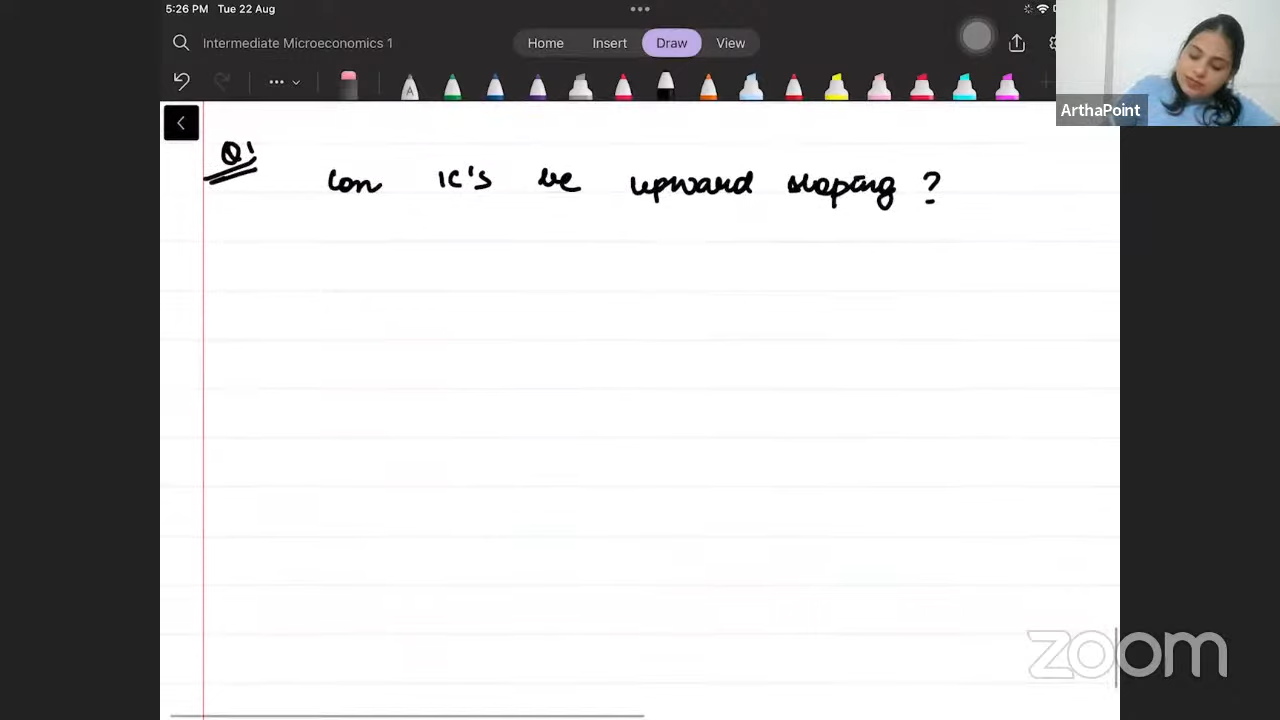 5:26 PM Tue 22 Aug
Intermediate Microeconomics 1
Home Insert Draw View
A
ArthaPoint
Q1
Can IC's be upward sloping ?
zoom